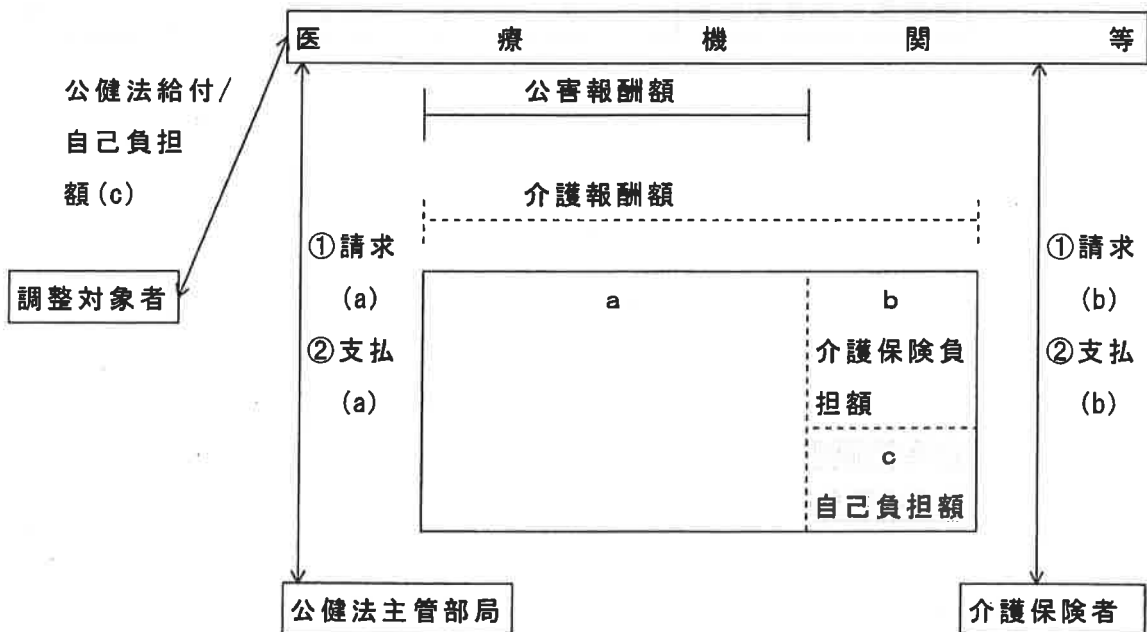 医療機関等
公健法給付/
自己負担
額(c)
公害報酬額
介護報酬額
①請求
(a)
②支払
(a)
①請求
(b)
②支払
(b)
調整対象者
a
b
介護保険負
担額
c
自己負担額
公健法主管部局
介護保険者